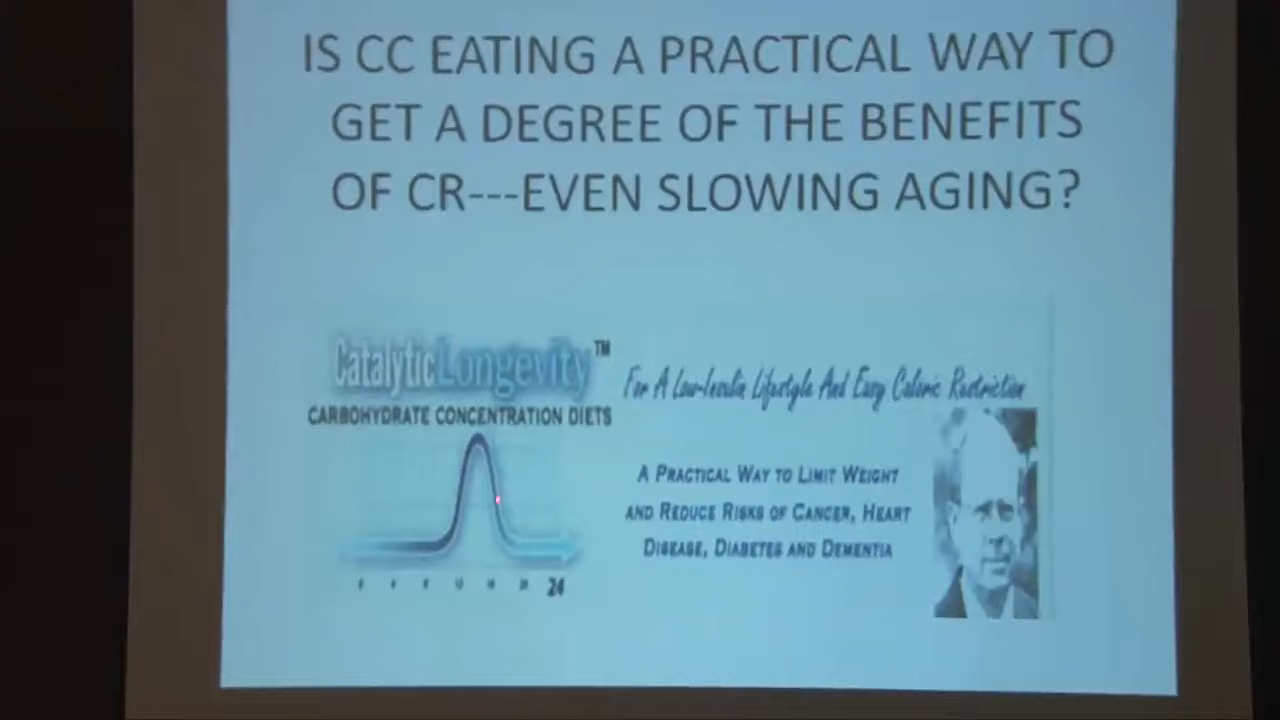 IS CC EATING A PRACTICAL WAY TO
GET A DEGREE OF THE BENEFITS
OF CR---EVEN SLOWING AGING?
CatalyticLongevity™
CARBOHYDRATE CONCENTRATION DIETS
For A Low-Insulin Lifestyle And Easy Caloric Restriction
A PRACTICAL WAY TO LIMIT WEIGHT
AND REDUCE RISKS OF CANCER, HEART
DISEASE, DIABETES AND DEMENTIA
24